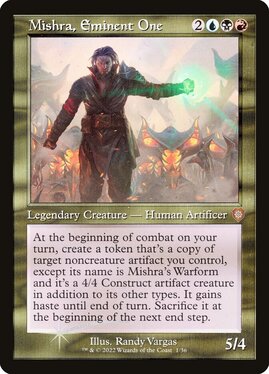 Mishra, Eminent One 2
Legendary Creature — Human Artificer
At the beginning of combat on your
turn, create a token that's a copy of
target noncreature artifact you control,
except its name is Mishra's Warform
and it's a 4/4 Construct artifact creature
in addition to its other types. It gains
haste until end of turn. Sacrifice it
at the beginning of the next end step.
Illus. Randy Vargas
™ & © 2022 Wizards of the Coast 1/36
5/4